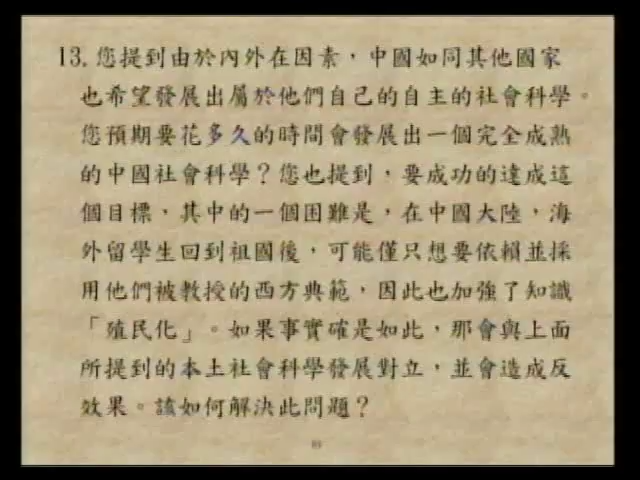 13. 您提到由於內外在因素，中國如同其他國家
也希望發展出屬於他們自己的自主的社會科學。
您預期要花多久的時間會發展出一個完全成熟
的中國社會科學？您也提到，要成功的達成這
個目標，其中的一個困難是，在中國大陸，海
外留學生回到祖國後，可能僅只想要依賴並採
用他們被教授的西方典範，因此也加強了知識
「殖民化」。如果事實確是如此，那會與上面
所提到的本土社會科學發展對立，並會造成反
效果。該如何解決此問題？